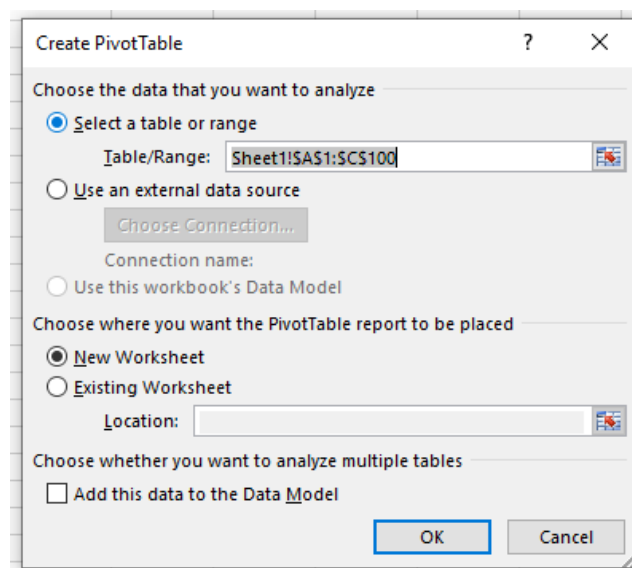 Create PivotTable ? ×
Choose the data that you want to analyze
Select a table or range
Table/Range: Sheet1!$A$1:$C$100
Use an external data source
Choose Connection...
Connection name:
Use this workbook's Data Model
Choose where you want the PivotTable report to be placed
New Worksheet
Existing Worksheet
Location:
Choose whether you want to analyze multiple tables
Add this data to the Data Model
OK Cancel